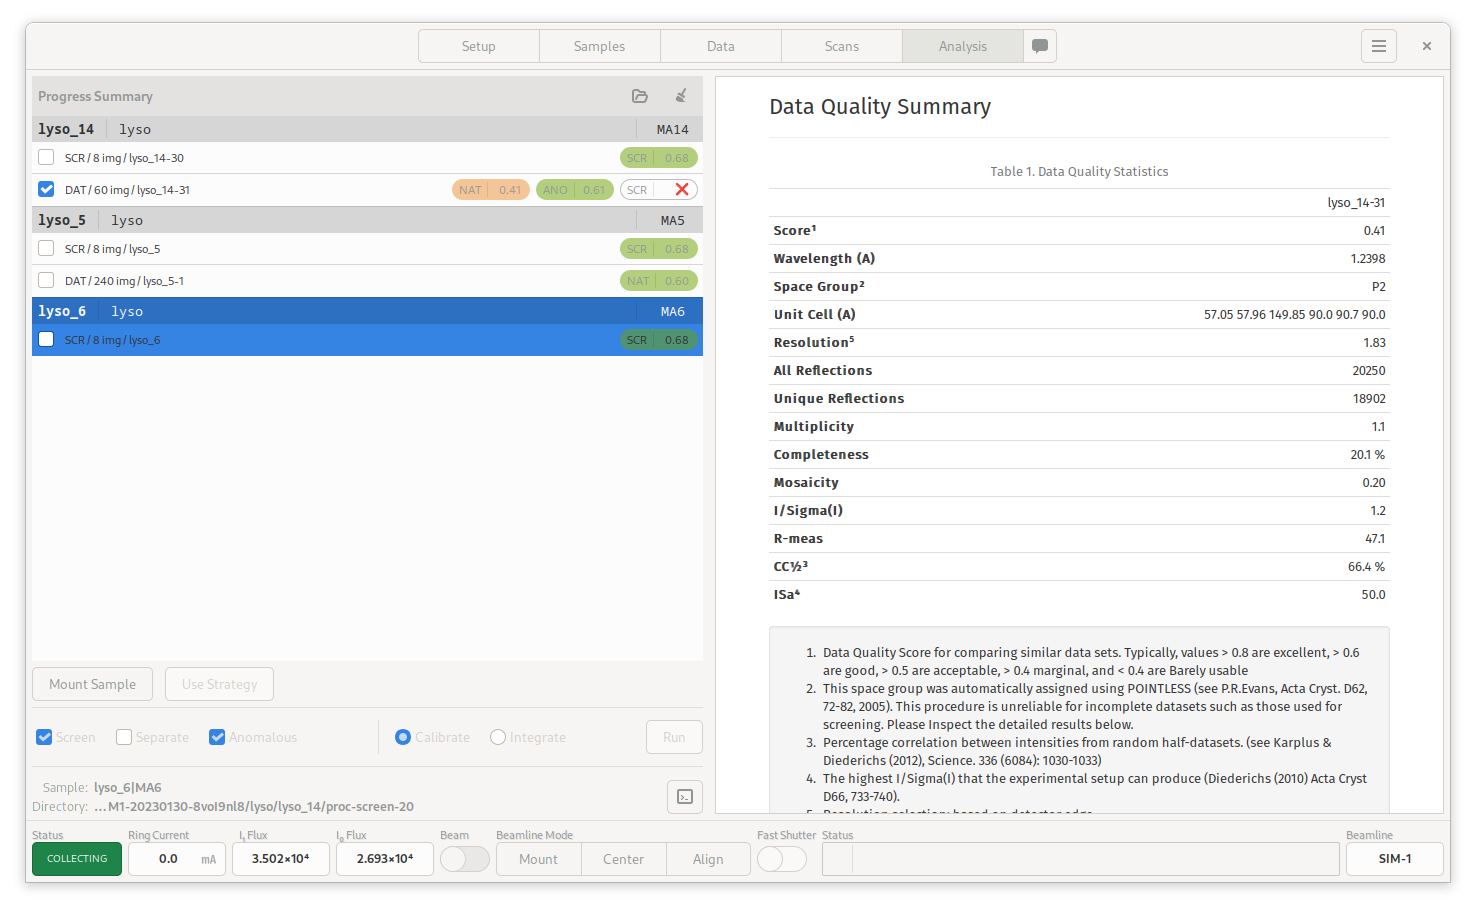 Setup Samples Data Scans Analysis
Progress Summary
lyso_14 lyso MA14
SCR / 8 img / lyso_14-30 SCR 0.68
DAT / 60 img / lyso_14-31 NAT 0.41 ANO 0.61 SCR
lyso_5 lyso MA5
SCR / 8 img / lyso_5 SCR 0.68
DAT / 240 img / lyso_5-1 NAT 0.60
lyso_6 lyso MA6
SCR / 8 img / lyso_6 SCR 0.68
Mount Sample Use Strategy
Screen Separate Anomalous Calibrate Integrate Run
Sample: lyso_6|MA6
Directory: ...M1-20230130-8vol9nl8/lyso/lyso_14/proc-screen-20
Data Quality Summary
Table 1. Data Quality Statistics
lyso_14-31
Score¹ 0.41
Wavelength (A) 1.2398
Space Group² P2
Unit Cell (A) 57.05 57.96 149.85 90.0 90.7 90.0
Resolution⁵ 1.83
All Reflections 20250
Unique Reflections 18902
Multiplicity 1.1
Completeness 20.1 %
Mosaicity 0.20
I/Sigma(I) 1.2
R-meas 47.1
CC½³ 66.4 %
ISa⁴ 50.0
1. Data Quality Score for comparing similar data sets. Typically, values > 0.8 are excellent, > 0.6
are good, > 0.5 are acceptable, > 0.4 marginal, and < 0.4 are Barely usable
2. This space group was automatically assigned using POINTLESS (see P.R.Evans, Acta Cryst. D62,
72-82, 2005). This procedure is unreliable for incomplete datasets such as those used for
screening. Please Inspect the detailed results below.
3. Percentage correlation between intensities from random half-datasets. (see Karplus &
Diederichs (2012), Science. 336 (6084): 1030-1033)
4. The highest I/Sigma(I) that the experimental setup can produce (Diederichs (2010) Acta Cryst
D66, 733-740).
5. Resolution selection: based on detector edge
Status Ring Current I₁ Flux I₀ Flux Beam Beamline Mode Fast Shutter Status Beamline
COLLECTING 0.0 mA 3.502×10⁴ 2.693×10⁴ Mount Center Align SIM-1